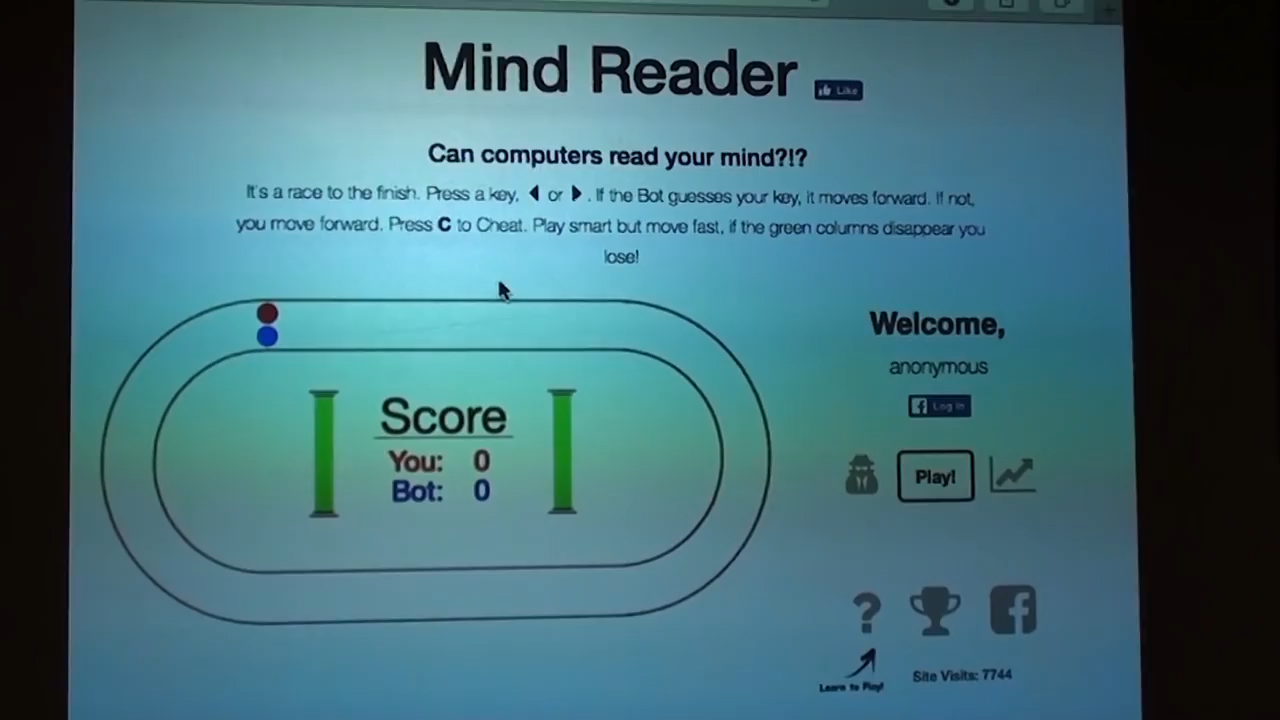 Mind Reader
Like
Can computers read your mind?!?
It's a race to the finish. Press a key, ◀ or ▶ . If the Bot guesses your key, it moves forward. If not,
you move forward. Press C to Cheat. Play smart but move fast, if the green columns disappear you
lose!
Welcome,
anonymous
Log In
Score
You: 0
Bot: 0
Play!
?
Learn to Play!
Site Visits: 7744